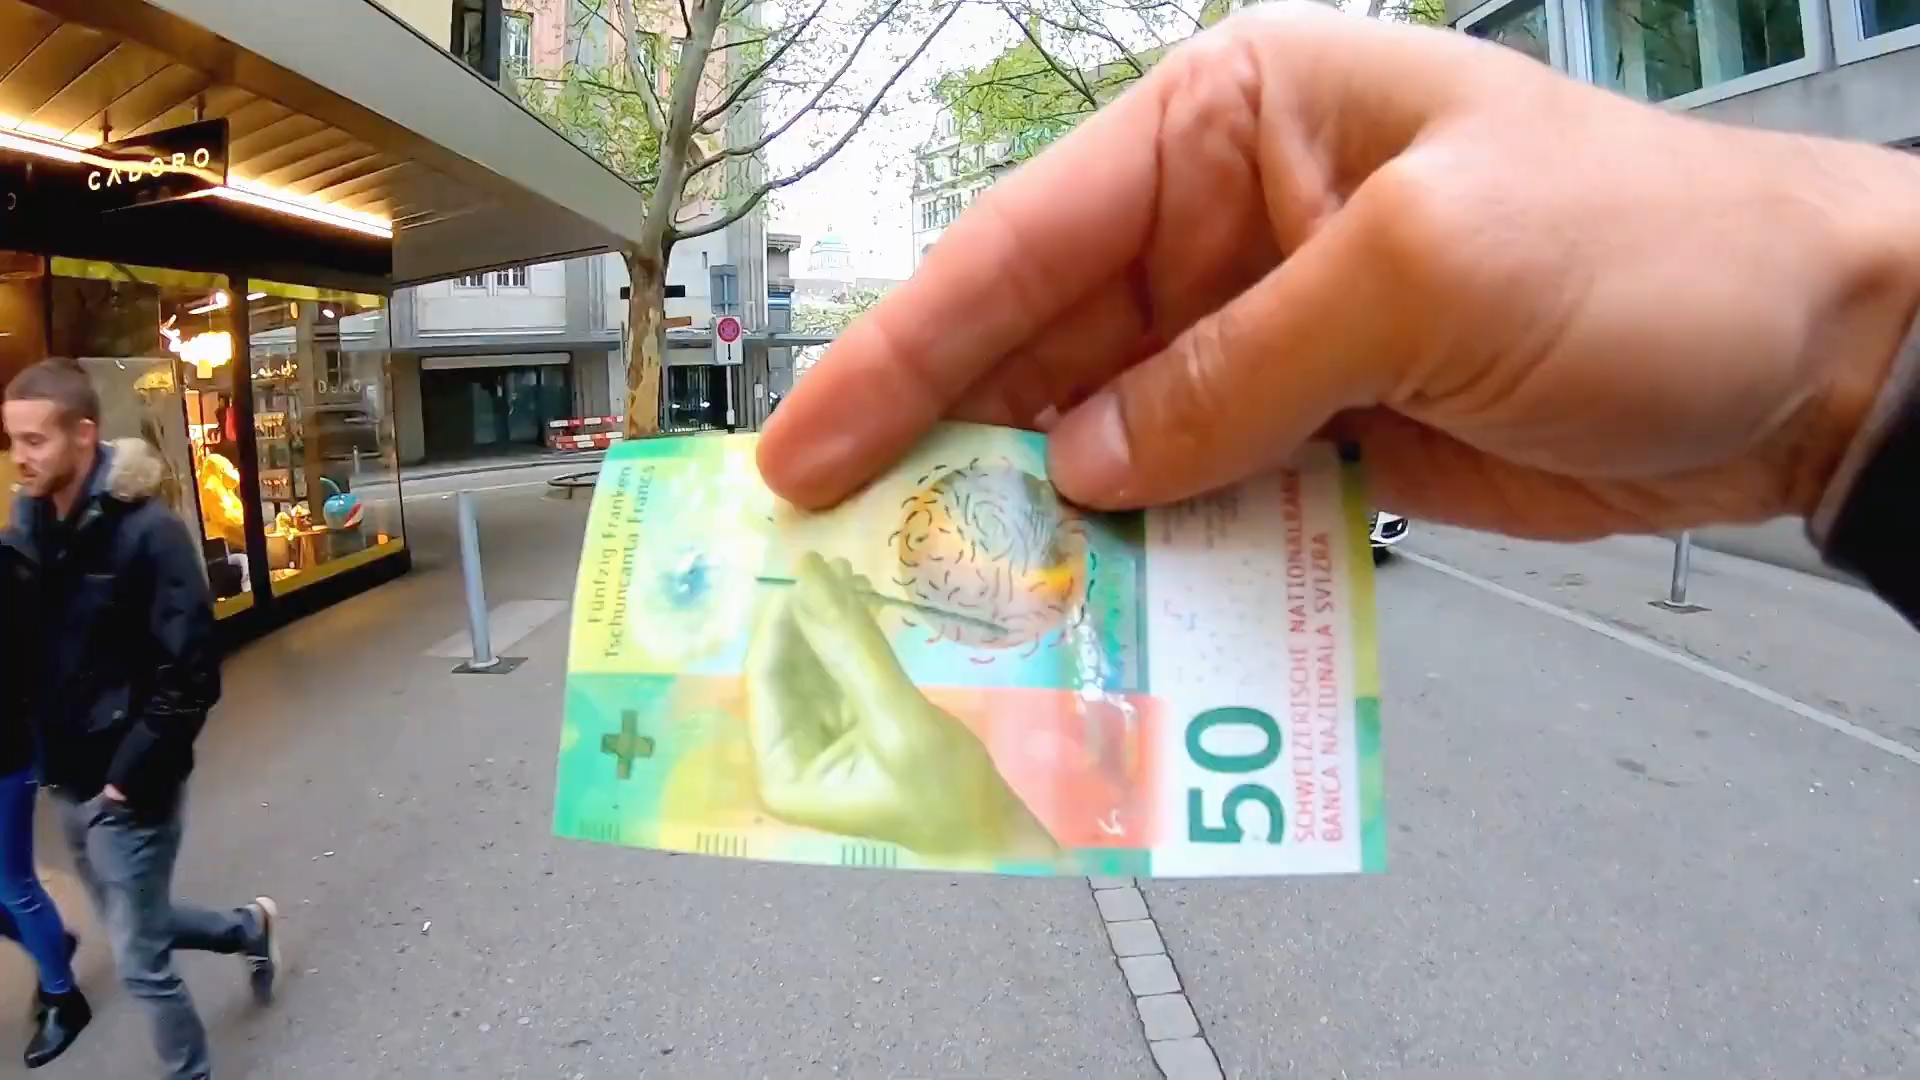 CADORO
Fünfzig Franken
Tschuncanta Francs
50
SCHWEIZERISCHE NATIONALBANK
BANCA NAZIUNALA SVIZRA